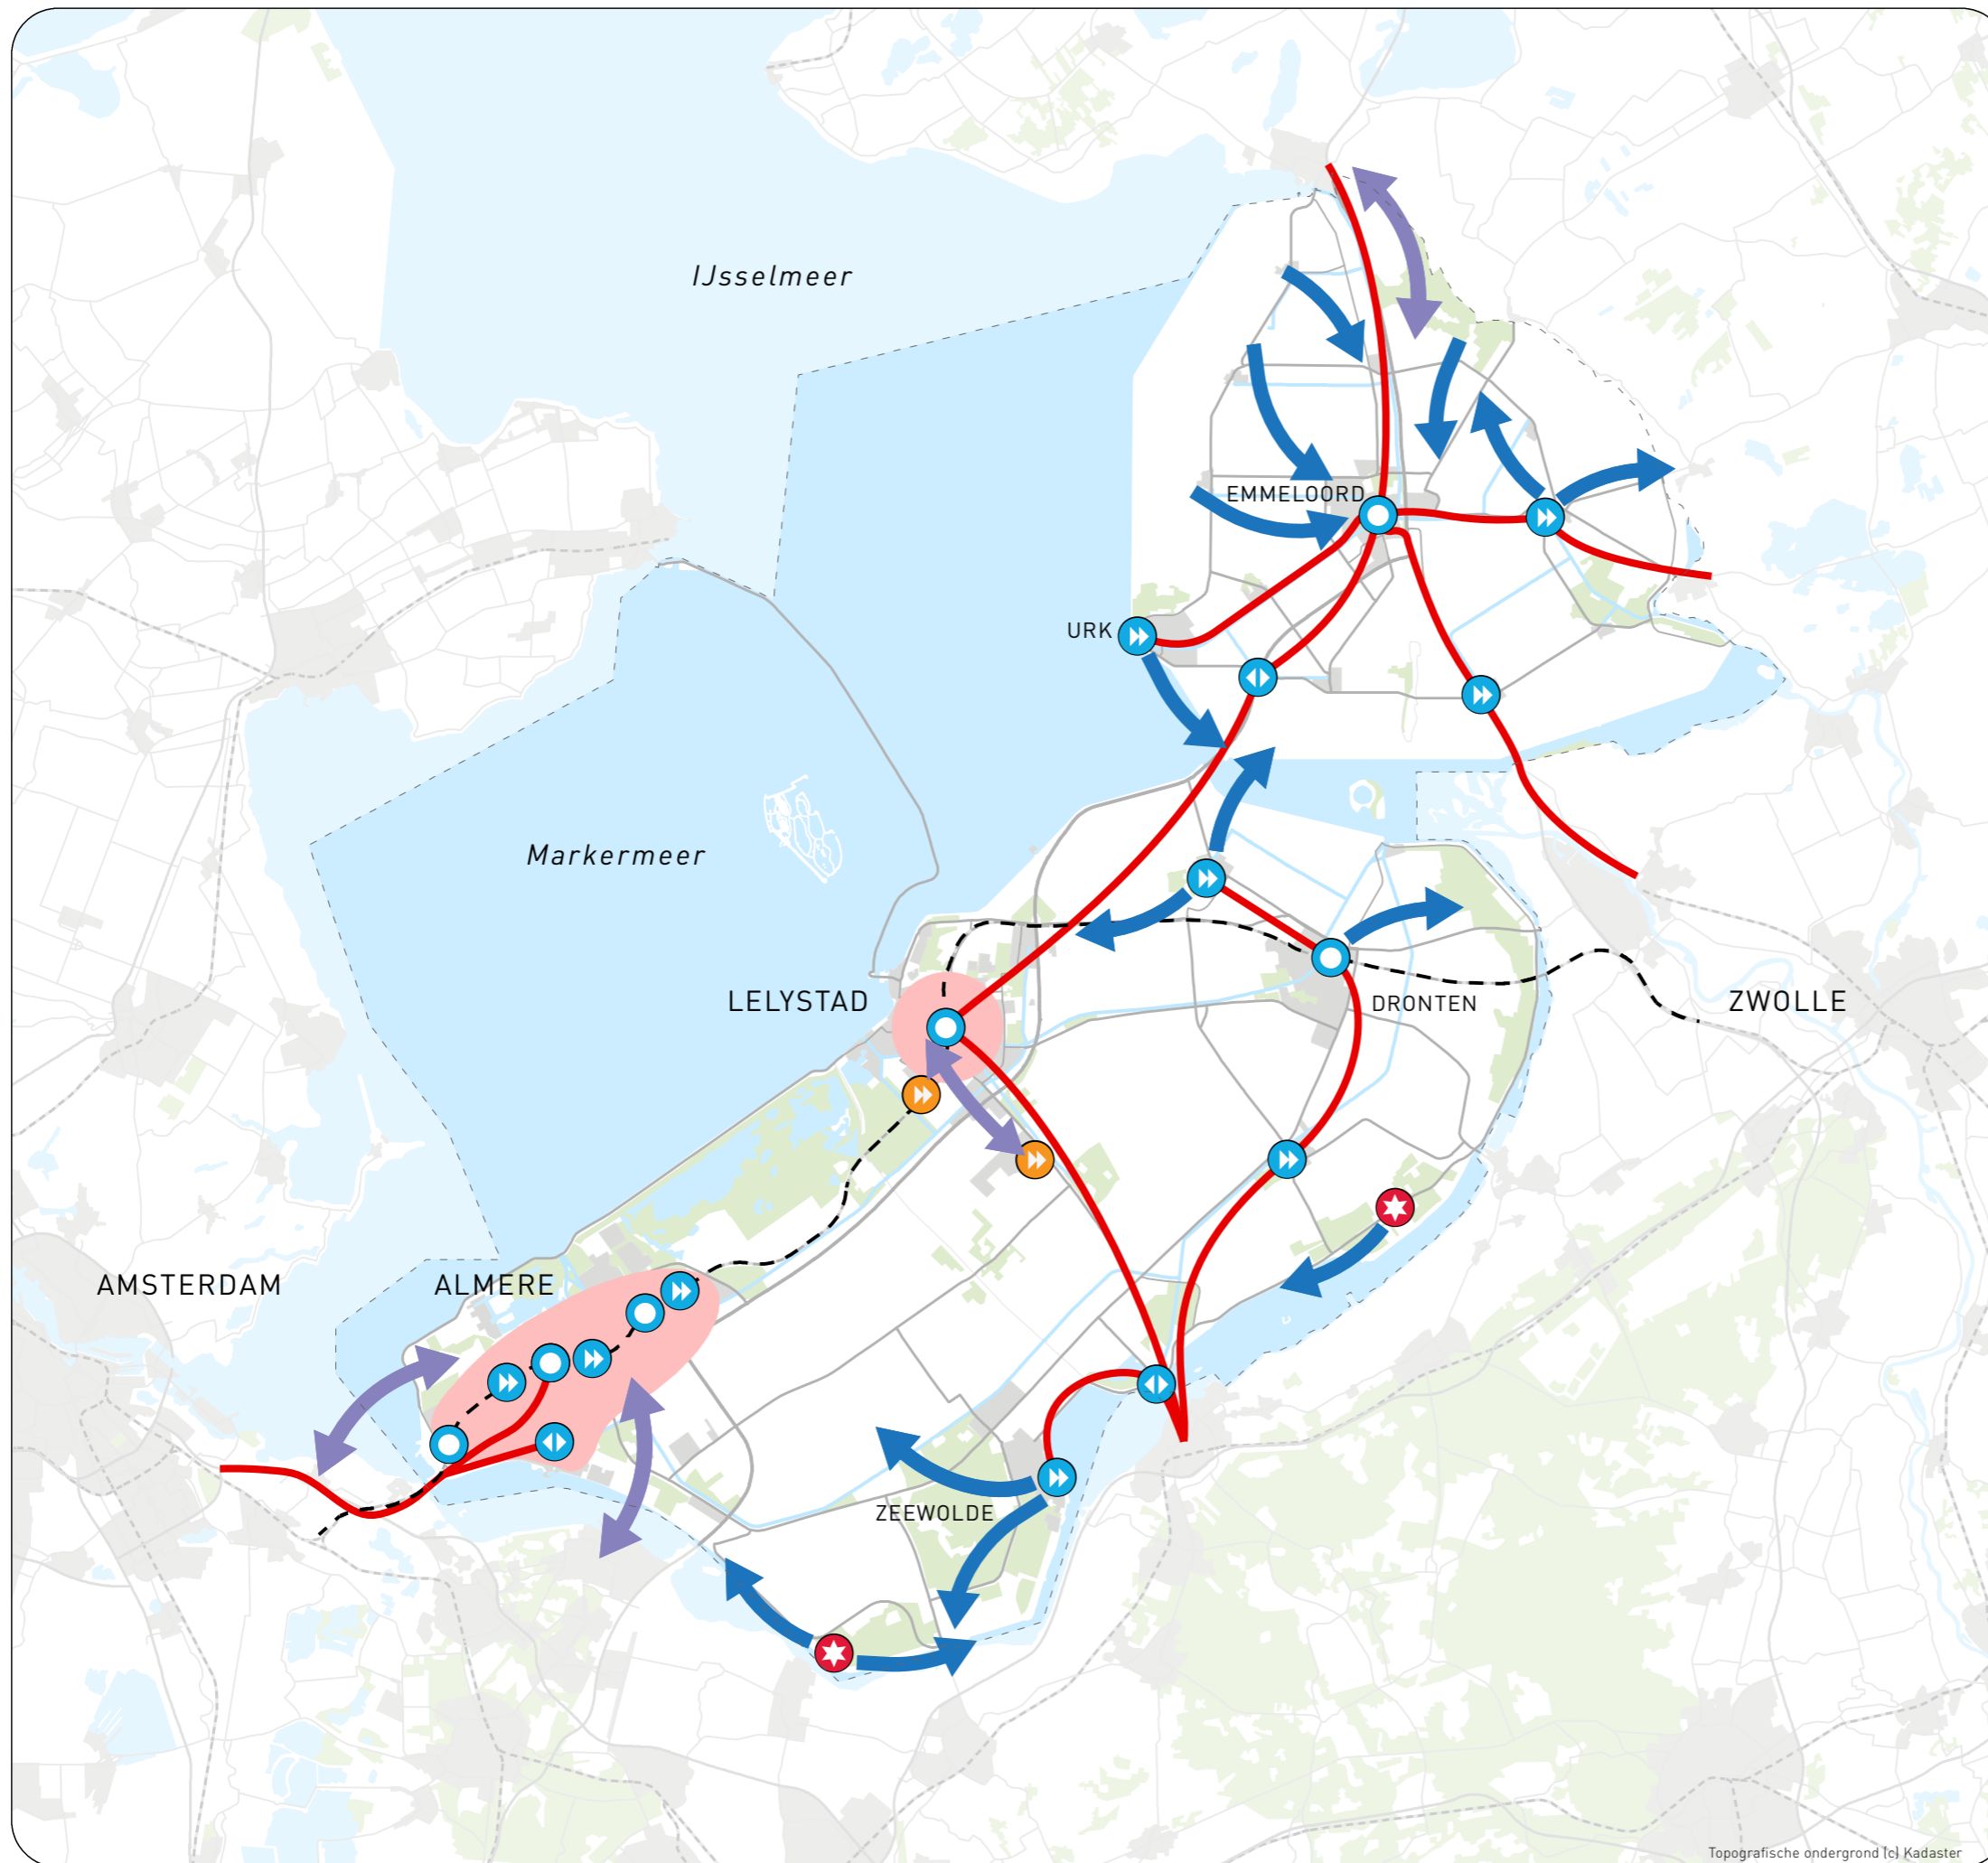 IJsselmeer
EMMELOORD
URK
Markermeer
LELYSTAD
DRONTEN
ZWOLLE
AMSTERDAM
ALMERE
ZEEWOLDE
Topografische ondergrond (c) Kadaster